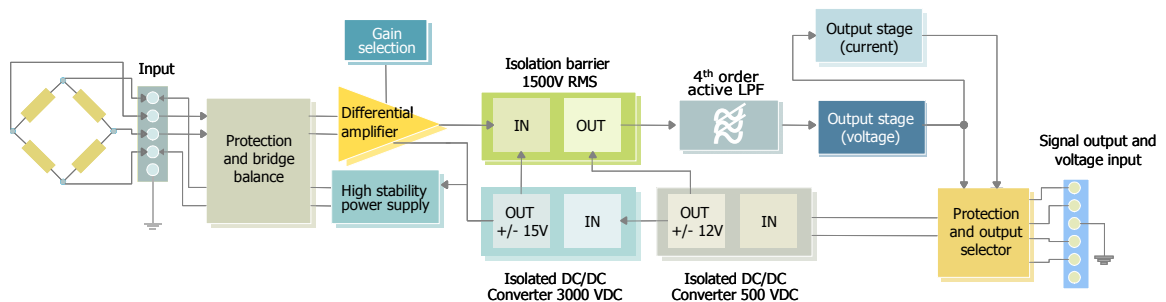 Gain
selection
Output stage
(current)
Input
Isolation barrier
1500V RMS
4th order
active LPF
Differential
amplifier
IN
OUT
Output stage
(voltage)
Signal output and
voltage input
Protection
and bridge
balance
High stability
power supply
OUT
+/- 15V
IN
OUT
+/- 12V
IN
Protection
and output
selector
Isolated DC/DC
Converter 3000 VDC
Isolated DC/DC
Converter 500 VDC